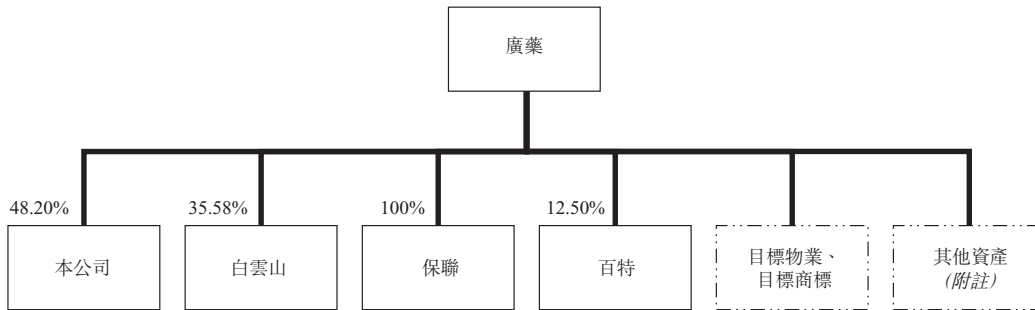 廣藥
48.20%
35.58%
100%
12.50%
本公司
白雲山
保聯
百特
目標物業、
目標商標
其他資產
(附註)